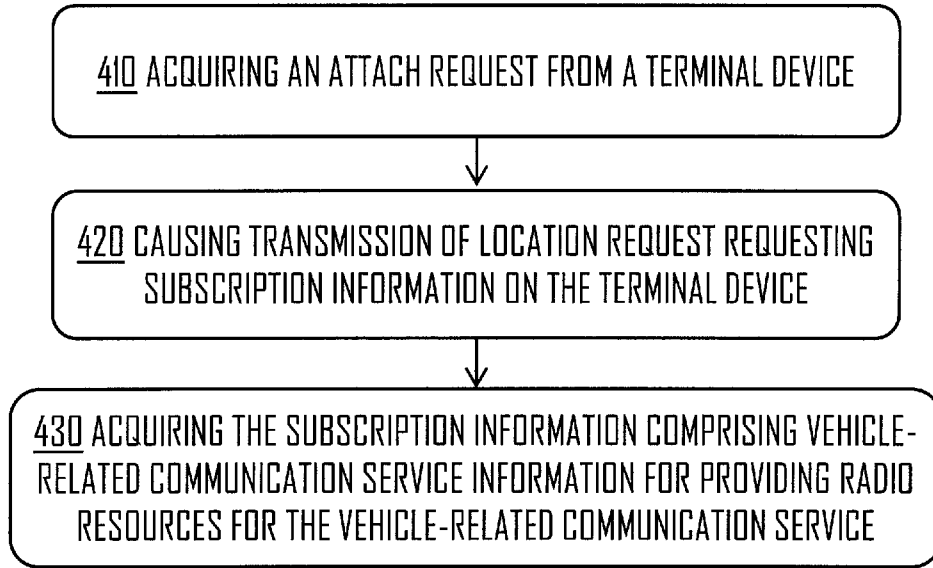 410 ACQUIRING AN ATTACH REQUEST FROM A TERMINAL DEVICE
420 CAUSING TRANSMISSION OF LOCATION REQUEST REQUESTING
SUBSCRIPTION INFORMATION ON THE TERMINAL DEVICE
430 ACQUIRING THE SUBSCRIPTION INFORMATION COMPRISING VEHICLE-
RELATED COMMUNICATION SERVICE INFORMATION FOR PROVIDING RADIO
RESOURCES FOR THE VEHICLE-RELATED COMMUNICATION SERVICE